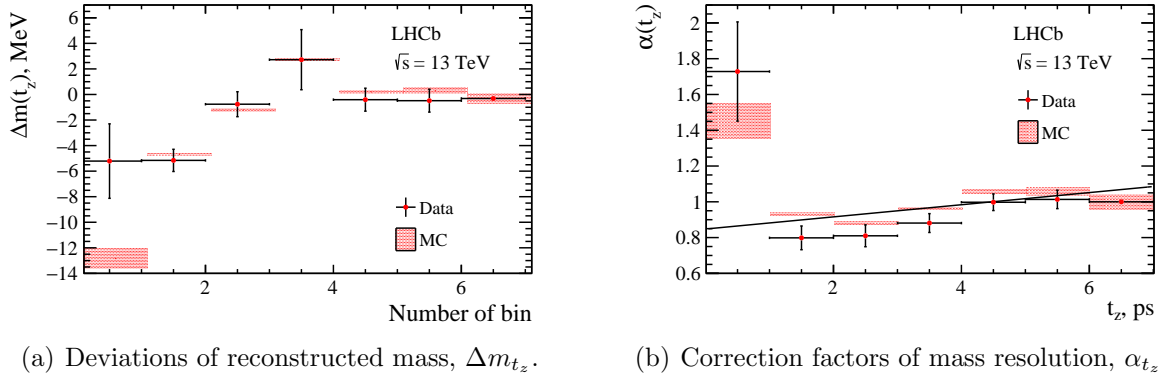 Δm(t_z), MeV
6
4
2
0
−2
−4
−6
−8
−10
−12
−14
LHCb
√s = 13 TeV
Data
MC
2 4 6
Number of bin
(a) Deviations of reconstructed mass, Δm_{t_z}.
α(t_z)
2
1.8
1.6
1.4
1.2
1
0.8
0.6
LHCb
√s = 13 TeV
Data
MC
0 2 4 6
t_z, ps
(b) Correction factors of mass resolution, α_{t_z}